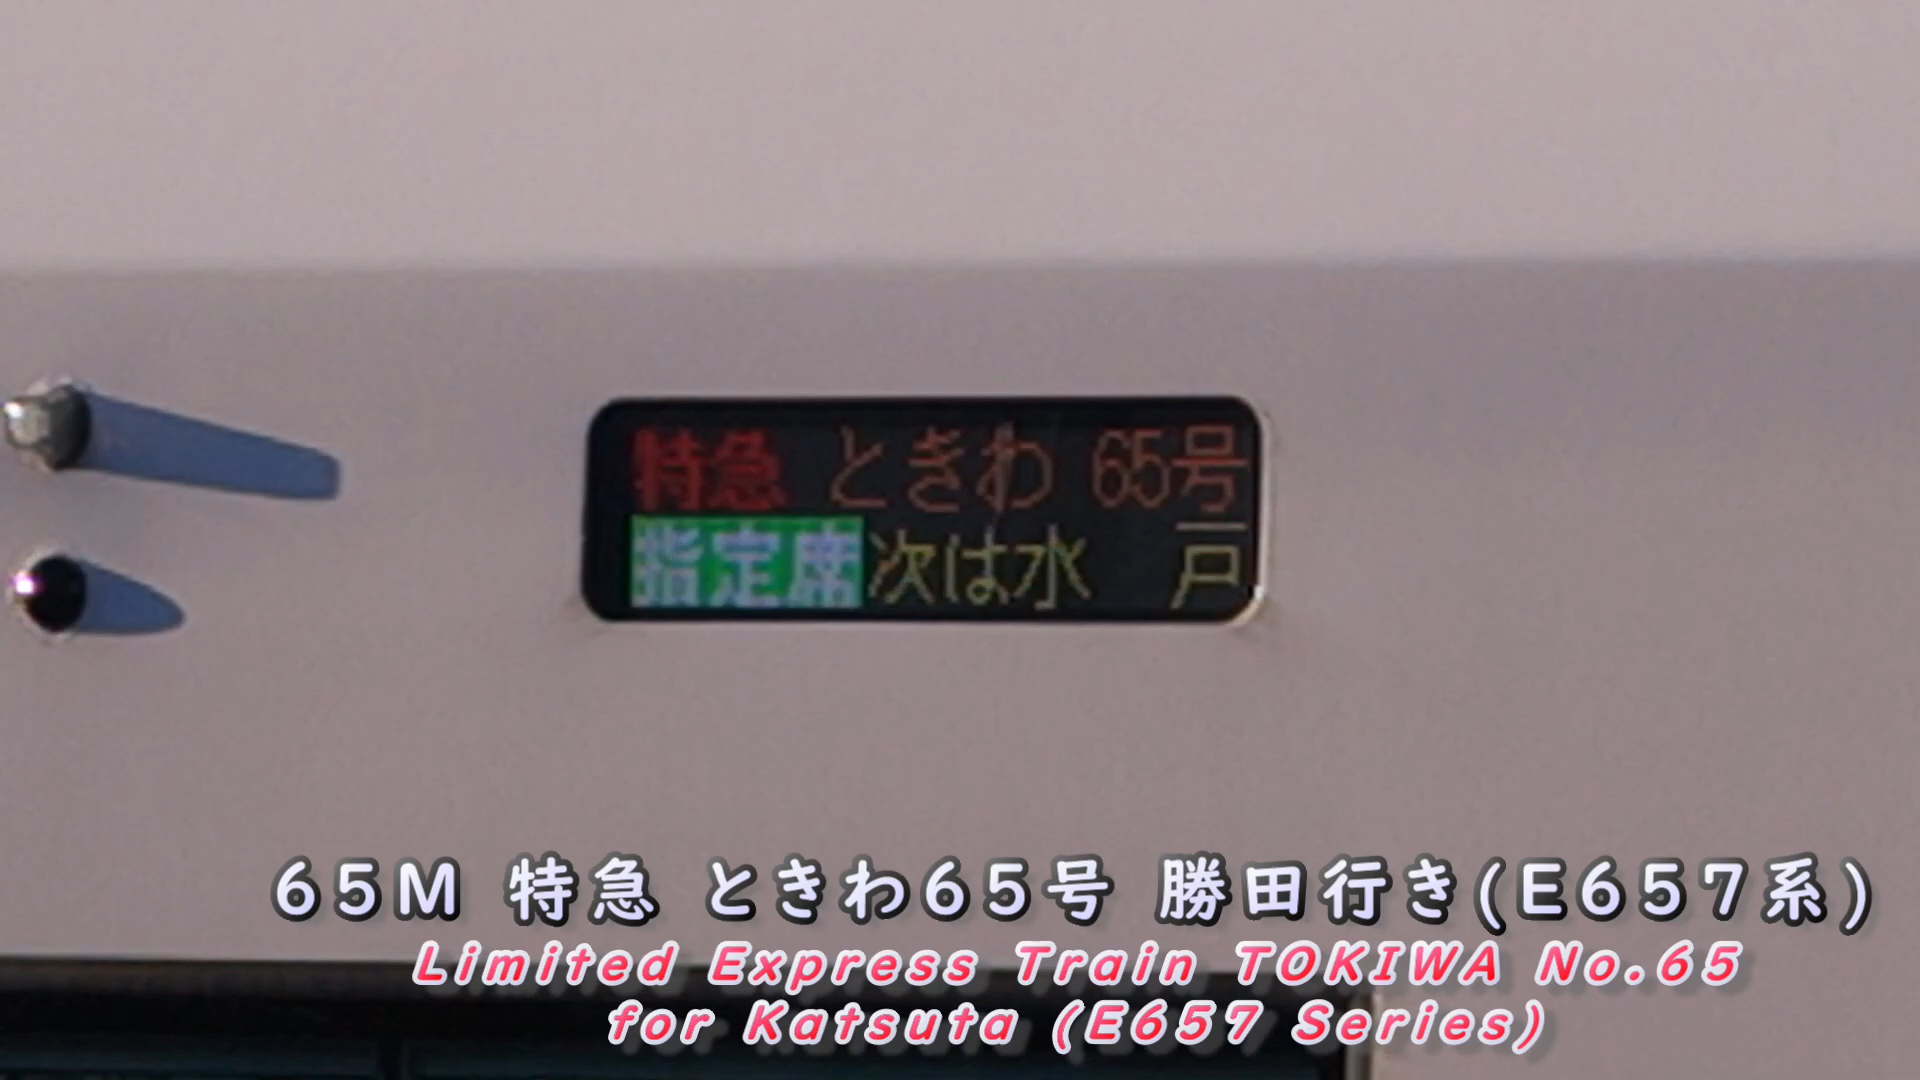 特急 ときわ 65号
指定席 次は水 戸
65M 特急 ときわ65号 勝田行き(E657系)
Limited Express Train TOKIWA No.65
for Katsuta (E657 Series)